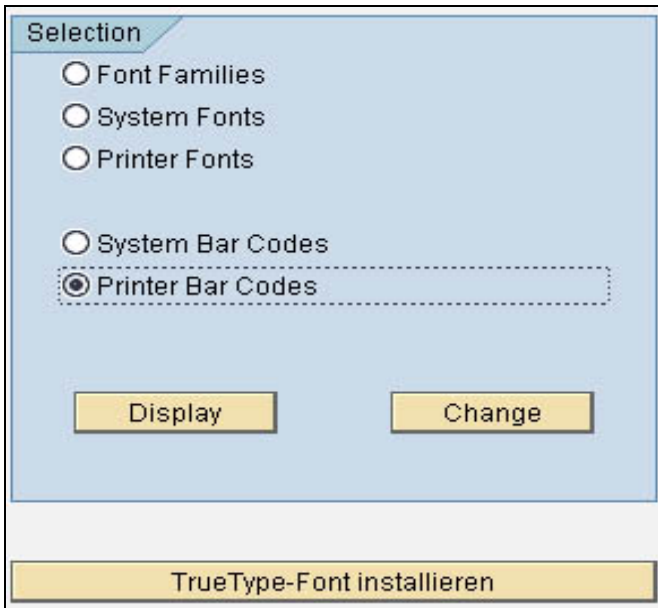 Selection
Font Families
System Fonts
Printer Fonts
System Bar Codes
Printer Bar Codes
Display Change
TrueType-Font installieren